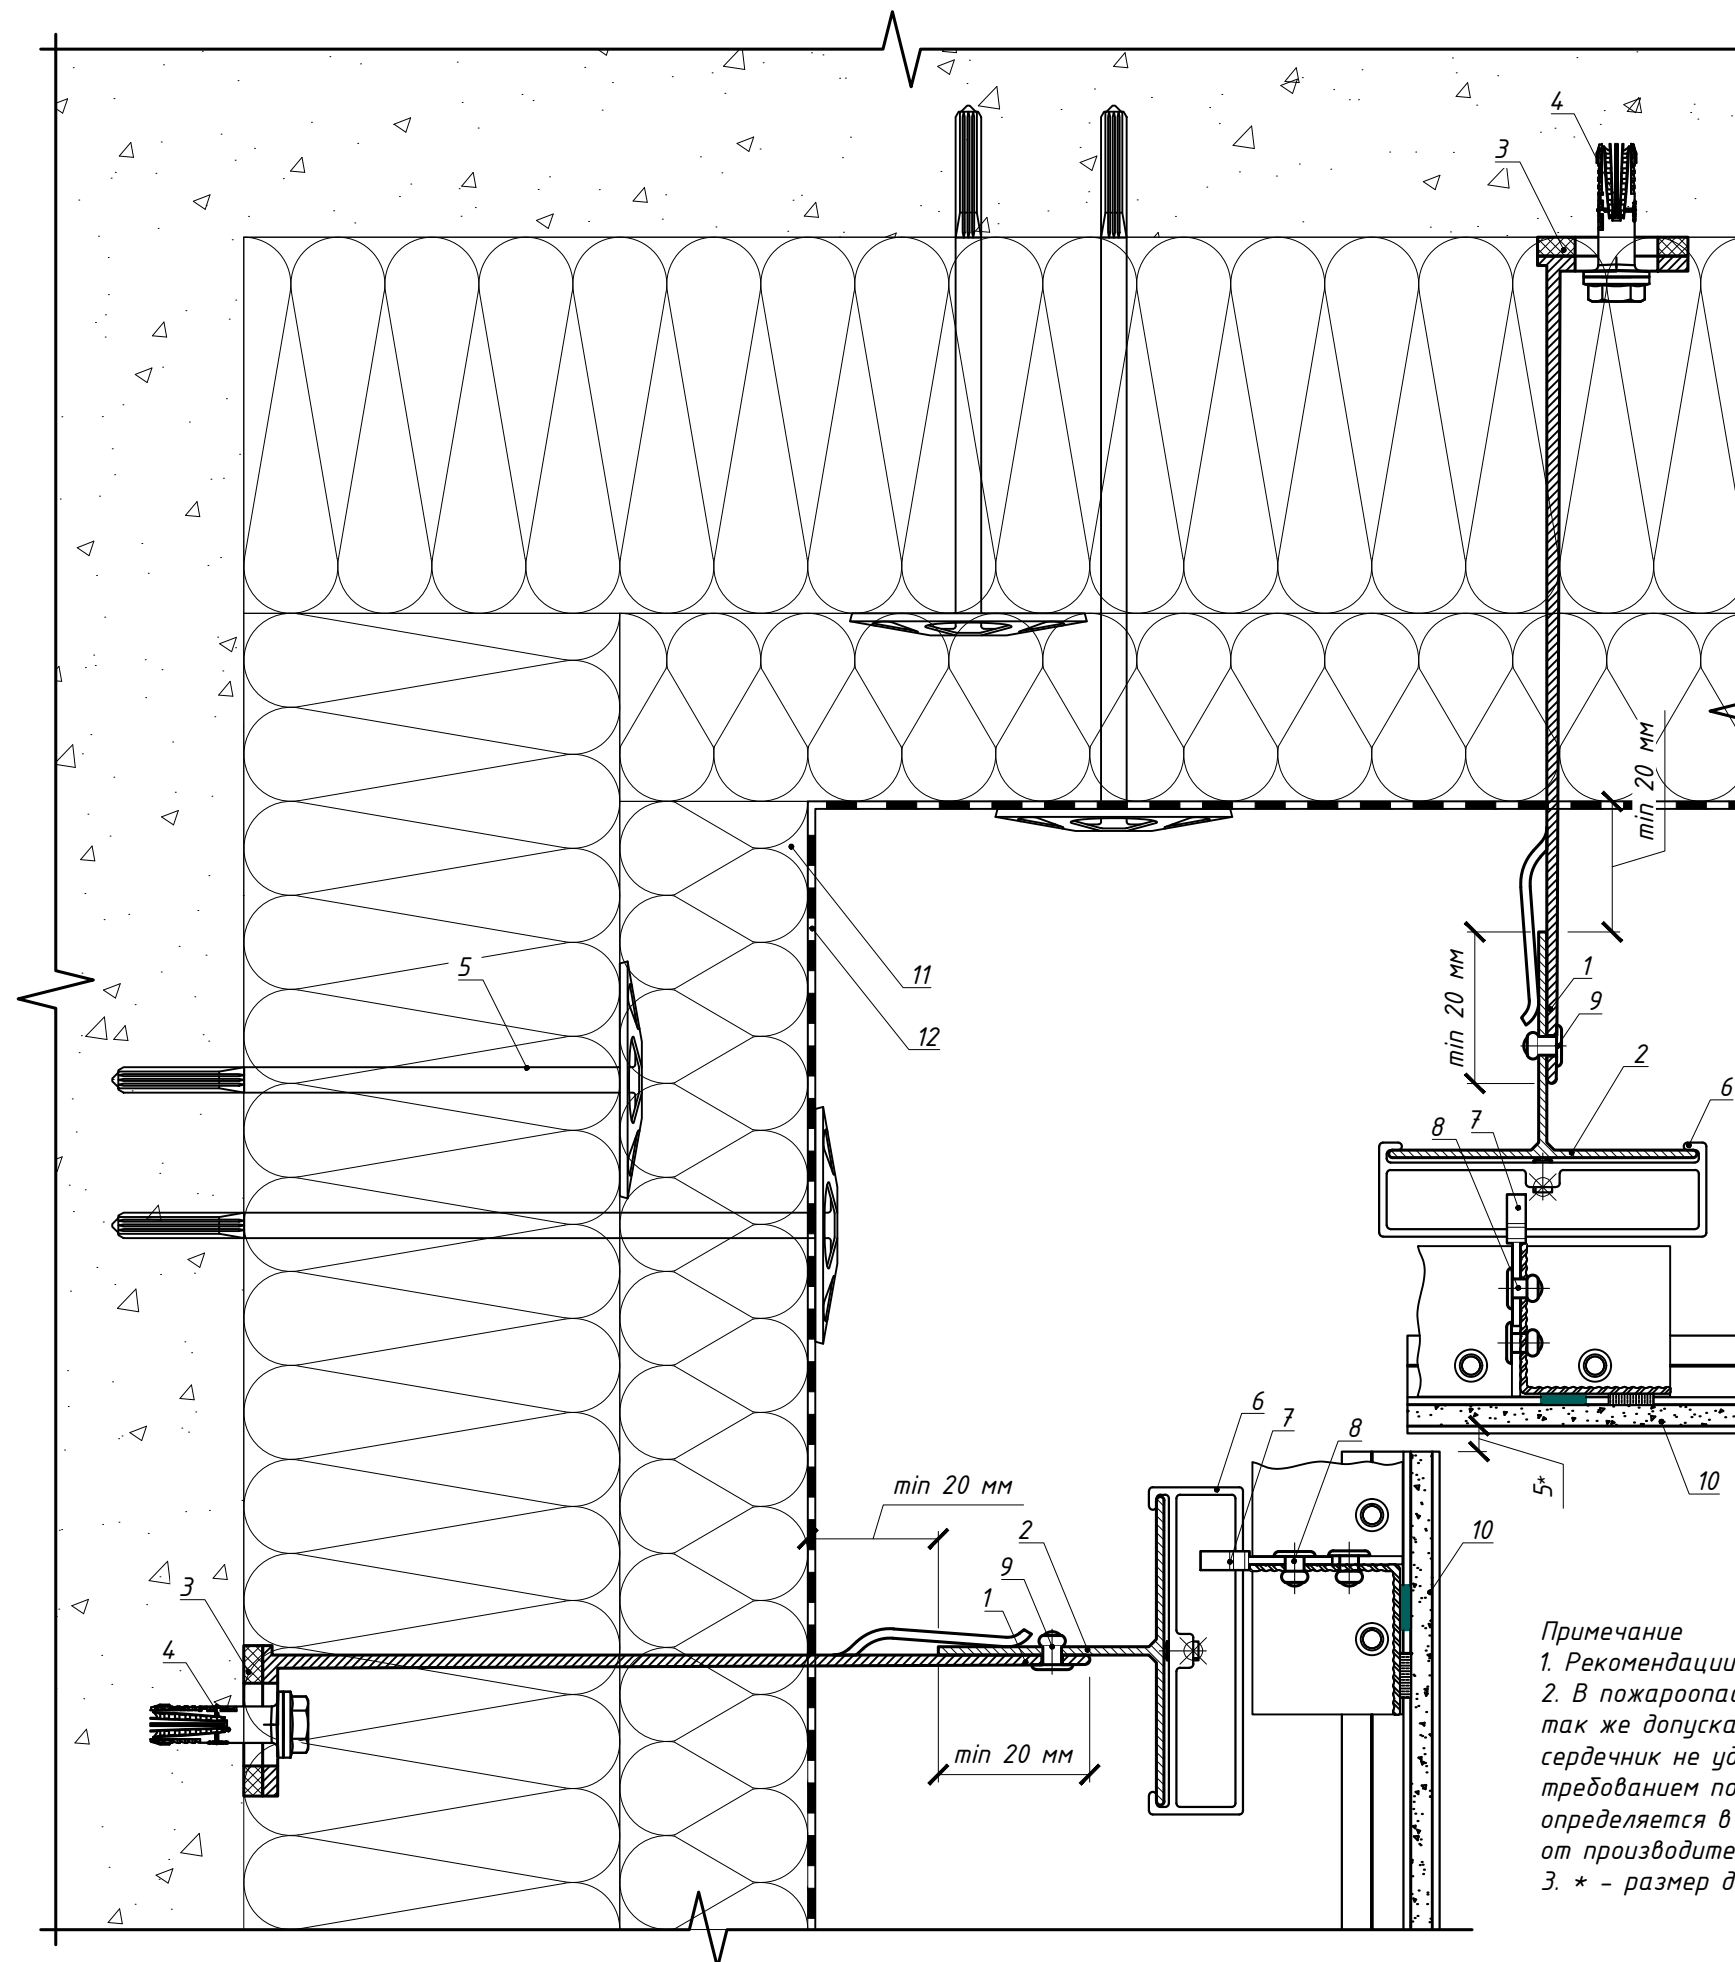 4
3
min 20 мм
5
11
12
min 20 мм
1
9
2
6
7
8
6
7
8
5*
10
min 20 мм
2
10
9
1
3
4
min 20 мм
Примечание
1. Рекомендации
2. В пожароопас
так же допуска
сердечник не уд
требованием по
определяется в
от производите
3. * - размер д